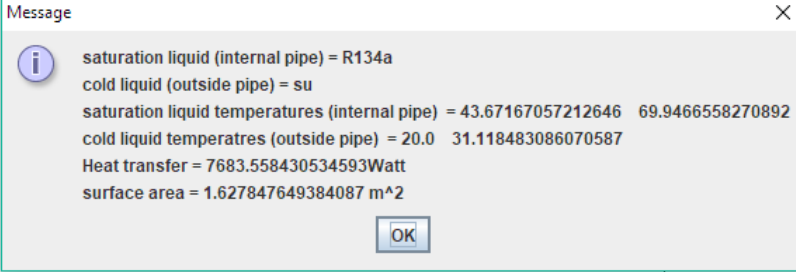 Message
saturation liquid (internal pipe) = R134a
cold liquid (outside pipe) = su
saturation liquid temperatures (internal pipe) = 43.67167057212646 69.9466558270892
cold liquid temperatres (outside pipe) = 20.0 31.118483086070587
Heat transfer = 7683.558430534593Watt
surface area = 1.627847649384087 m^2
OK